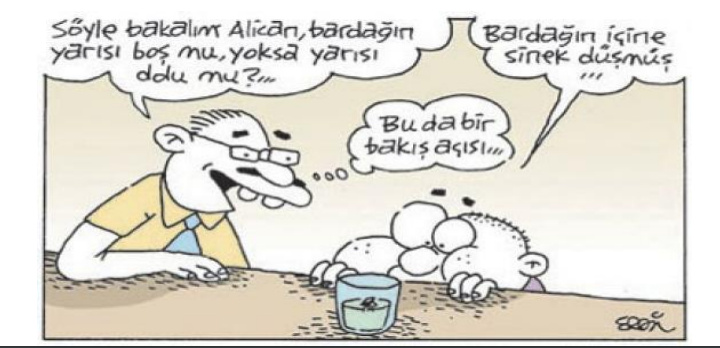 Söyle bakalım Alican, bardağın
yarısı boş mu, yoksa yarısı
dolu mu?...
Bardağın içine
sinek düşmüş
...
Bu da bir
bakış açısı...